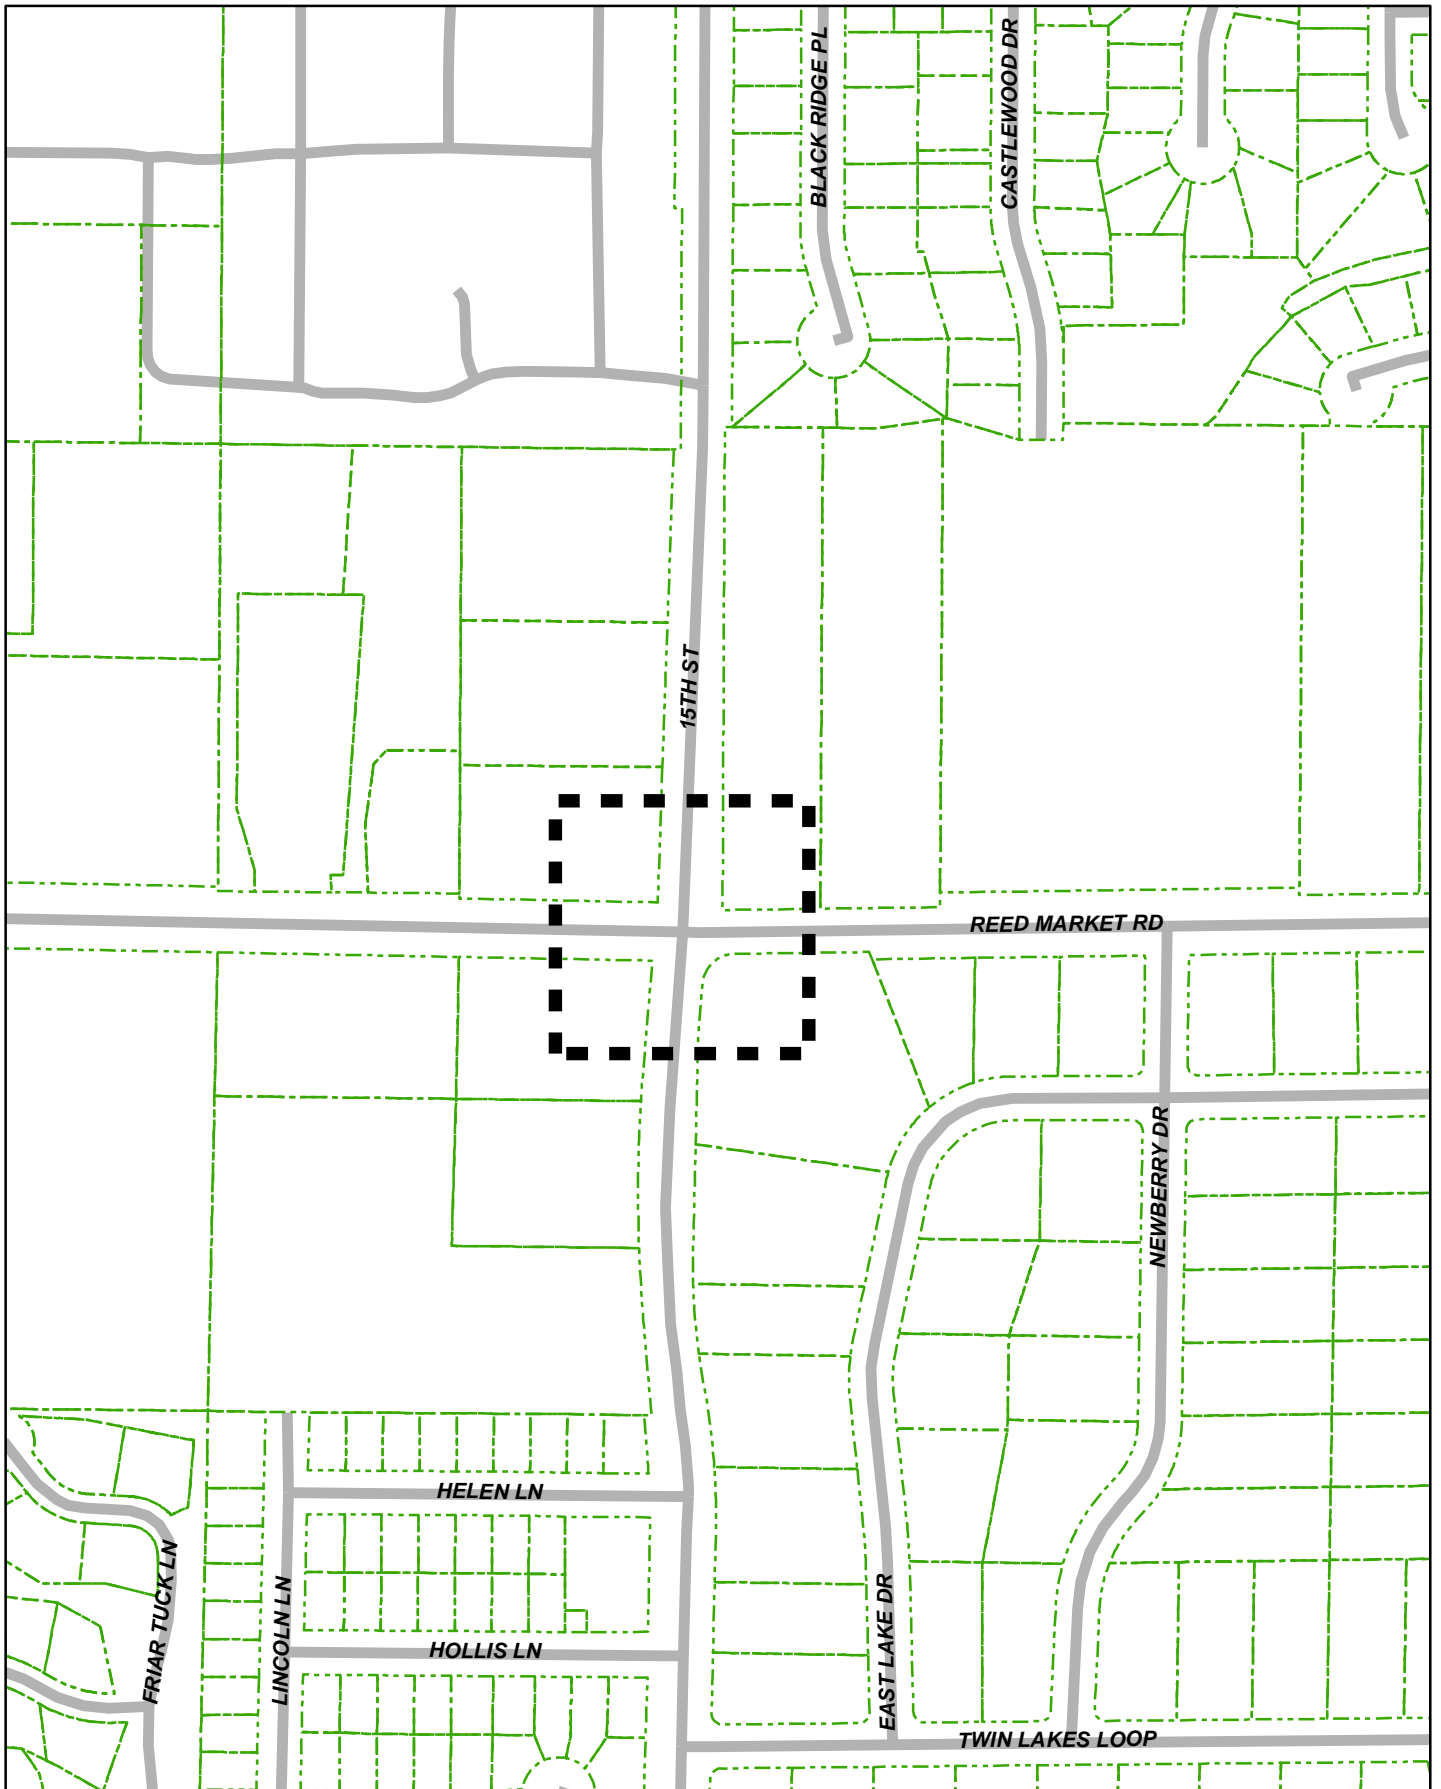 BLACK RIDGE PL
CASTLEWOOD DR
15TH ST
REED MARKET RD
NEWBERRY DR
HELEN LN
FRIAR TUCK LN
LINCOLN LN
EAST LAKE DR
HOLLIS LN
TWIN LAKES LOOP